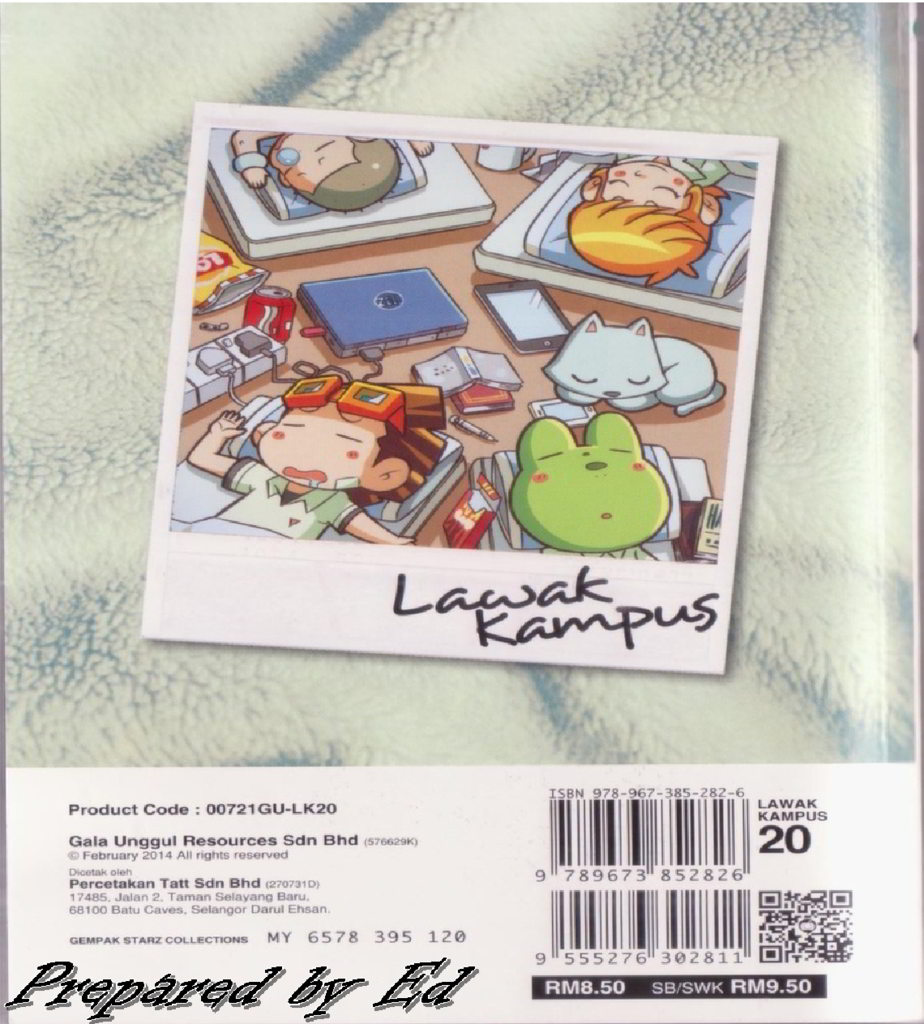 Lawak
Kampus
Product Code : 00721GU-LK20
Gala Unggul Resources Sdn Bhd (576629K)
© February 2014 All rights reserved
Dicetak oleh
Percetakan Tatt Sdn Bhd (270731D)
17485, Jalan 2, Taman Selayang Baru,
68100 Batu Caves, Selangor Darul Ehsan.
GEMPAK STARZ COLLECTIONS MY 6578 395 120
ISBN 978-967-385-282-6
9 789673 852826
LAWAK
KAMPUS
20
9 555276 302811
RM8.50 SB/SWK RM9.50
Prepared by Ed